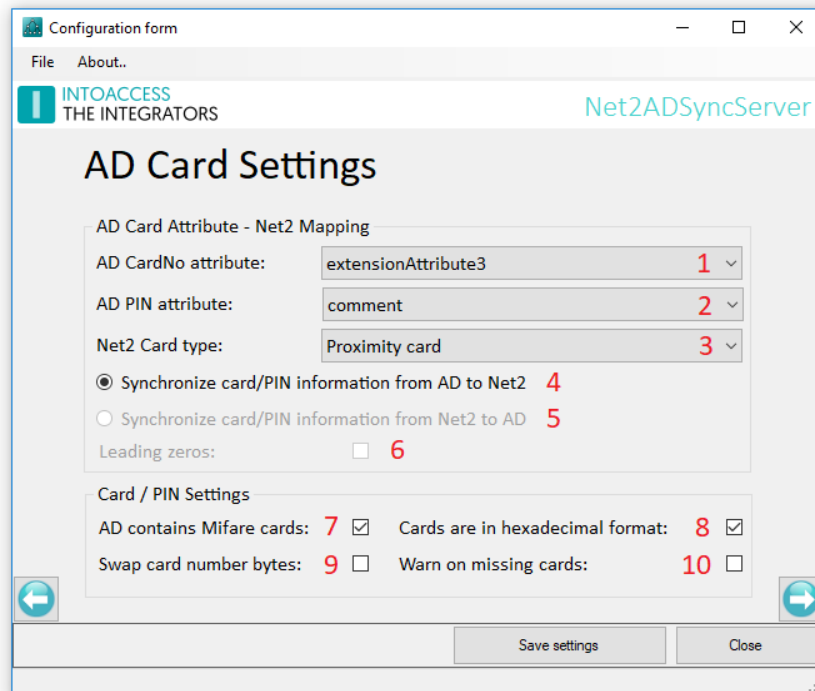 Configuration form
File About..
INTOACCESS
THE INTEGRATORS
Net2ADSyncServer
AD Card Settings
AD Card Attribute - Net2 Mapping
AD CardNo attribute: extensionAttribute3 1
AD PIN attribute: comment 2
Net2 Card type: Proximity card 3
Synchronize card/PIN information from AD to Net2 4
Synchronize card/PIN information from Net2 to AD 5
Leading zeros: 6
Card / PIN Settings
AD contains Mifare cards: 7 Cards are in hexadecimal format: 8
Swap card number bytes: 9 Warn on missing cards: 10
Save settings Close